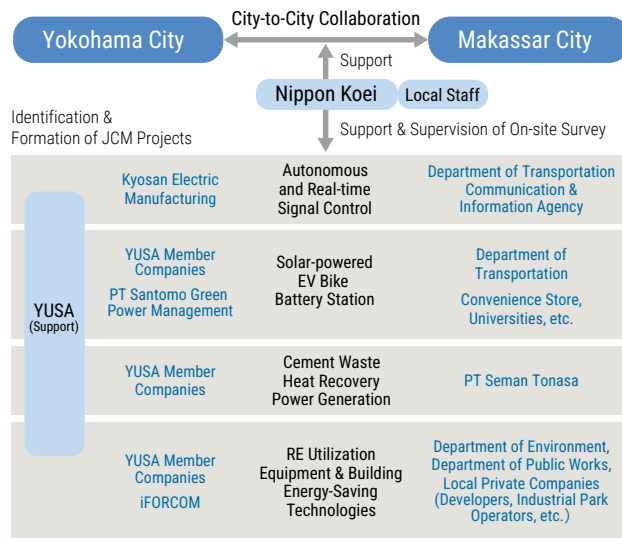 City-to-City Collaboration
Yokohama City
Makassar City
Support
Nippon Koei
Local Staff
Identification &
Formation of JCM Projects
Support & Supervision of On-site Survey
YUSA
(Support)
Kyosan Electric
Manufacturing
Autonomous
and Real-time
Signal Control
Department of Transportation
Communication &
Information Agency
YUSA Member
Companies
PT Santomo Green
Power Management
Solar-powered
EV Bike
Battery Station
Department of
Transportation
Convenience Store,
Universities, etc.
YUSA Member
Companies
Cement Waste
Heat Recovery
Power Generation
PT Seman Tonasa
YUSA Member
Companies
iFORCOM
RE Utilization
Equipment & Building
Energy-Saving
Technologies
Department of Environment,
Department of Public Works,
Local Private Companies
(Developers, Industrial Park
Operators, etc.)